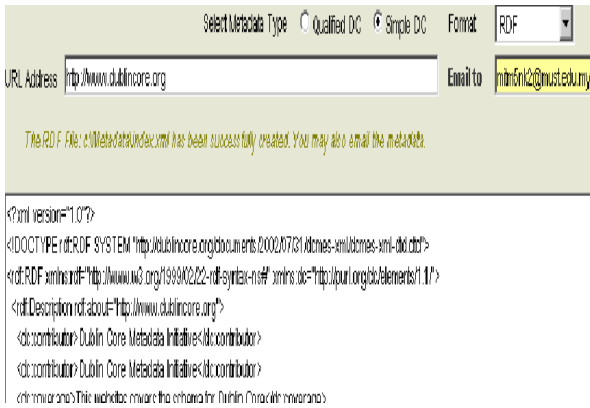 Select Metadata Type Qualified DC Simple DC Format RDF
URL Address http://www.dublincore.org Email to mitm5nk2@must.edu.my
The RDF File: c:\Metadata\index.xml has been successfully created. You may also email the metadata.
<?xml version="1.0"?>
<!DOCTYPE rdf:RDF SYSTEM "http://dublincore.org/documents/2002/07/31/dcmes-xml/dcmes-xml-dtd.dtd">
<rdf:RDF xmlns:rdf="http://www.w3.org/1999/02/22-rdf-syntax-ns#" xmlns:dc="http://purl.org/dc/elements/1.1/">
<rdf:Description rdf:about="http://www.dublincore.org">
<dc:contributor>Dublin Core Metadata Initiative</dc:contributor>
<dc:contributor>Dublin Core Metadata Initiative</dc:contributor>
<dc:coverage>This websites covers the schema for Dublin Core</dc:coverage>